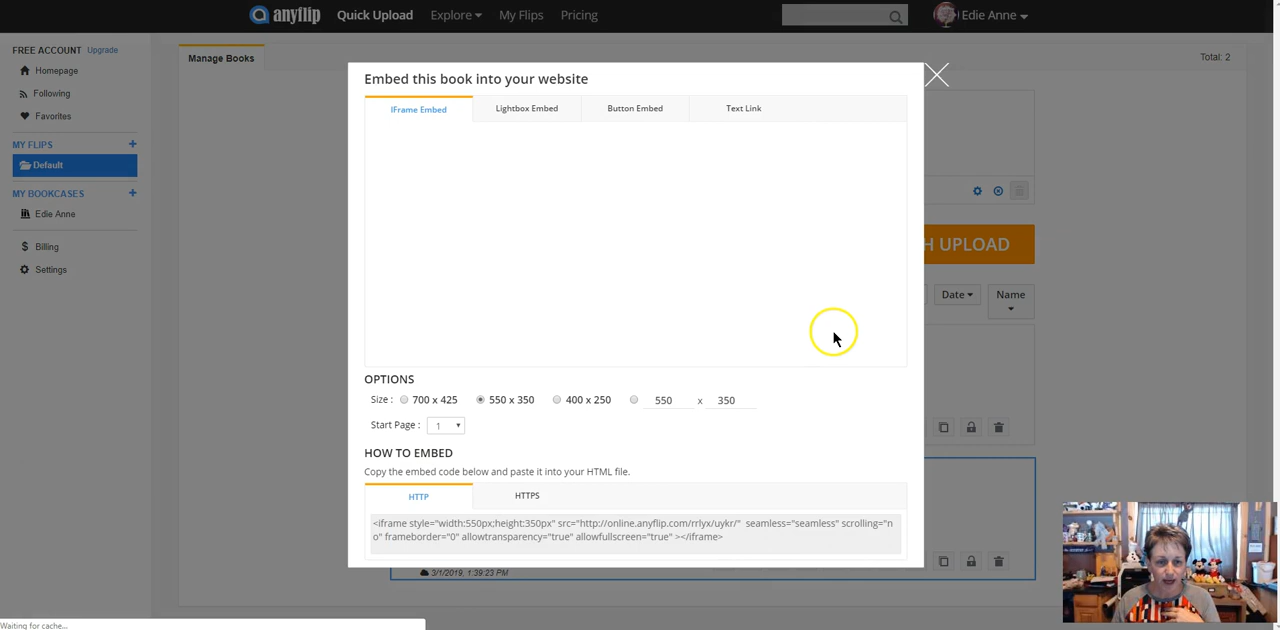 anyflip Quick Upload Explore My Flips Pricing Edie Anne
FREE ACCOUNT Upgrade
Homepage
Following
Favorites
MY FLIPS +
Default
MY BOOKCASES +
Edie Anne
$ Billing
Settings
Manage Books
Total: 2
H UPLOAD
Date
Name
Embed this book into your website
IFrame Embed Lightbox Embed Button Embed Text Link
OPTIONS
Size : 700 x 425 550 x 350 400 x 250 550 x 350
Start Page : 1
HOW TO EMBED
Copy the embed code below and paste it into your HTML file.
HTTP HTTPS
<iframe style="width:550px;height:350px" src="http://online.anyflip.com/rrlyx/uykr/" seamless="seamless" scrolling="n
o" frameborder="0" allowtransparency="true" allowfullscreen="true" ></iframe>
3/1/2019, 1:39:23 PM
Waiting for cache...